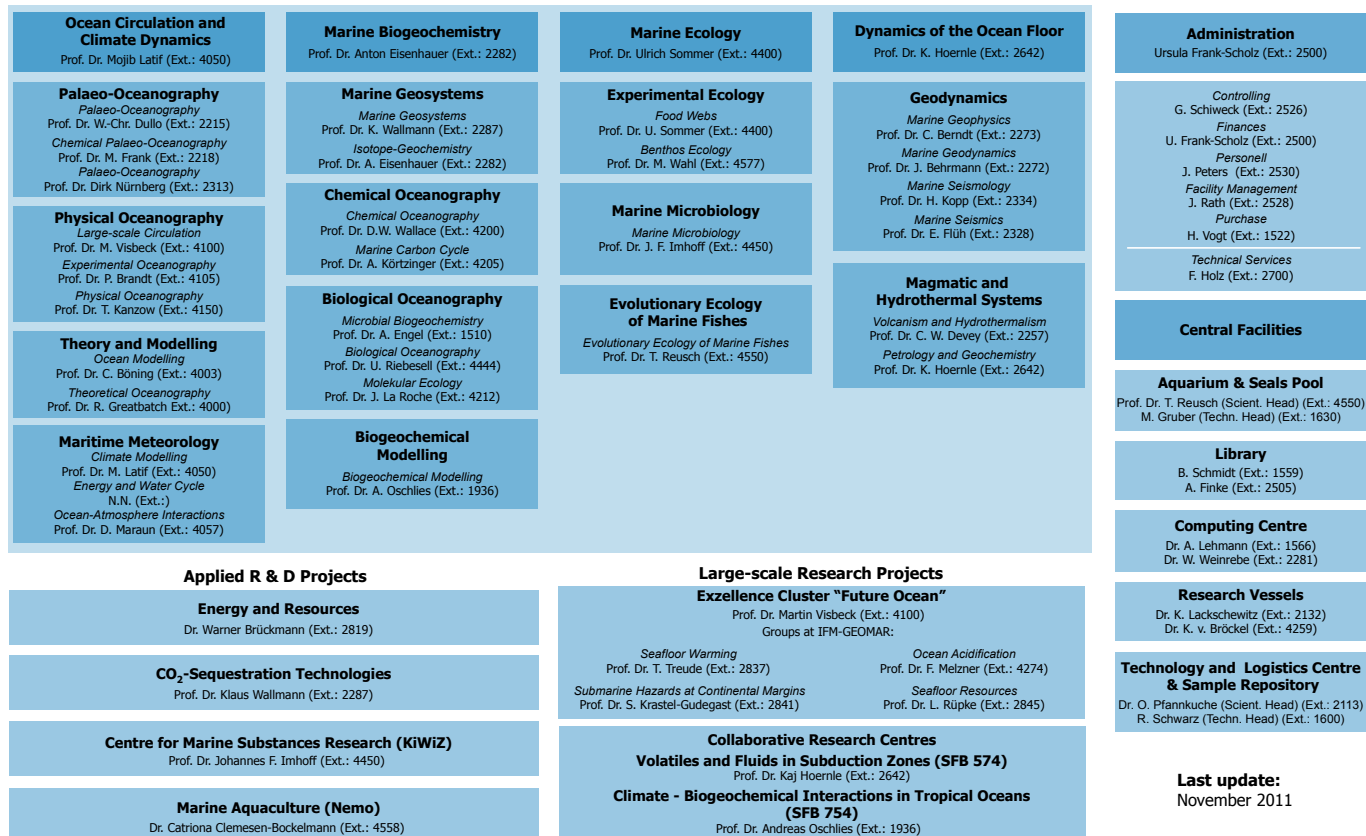 Ocean Circulation and
Climate Dynamics
Prof. Dr. Mojib Latif (Ext.: 4050)
Palaeo-Oceanography
Palaeo-Oceanography
Prof. Dr. W.-Chr. Dullo (Ext.: 2215)
Chemical Palaeo-Oceanography
Prof. Dr. M. Frank (Ext.: 2218)
Palaeo-Oceanography
Prof. Dr. Dirk Nürnberg (Ext.: 2313)
Physical Oceanography
Large-scale Circulation
Prof. Dr. M. Visbeck (Ext.: 4100)
Experimental Oceanography
Prof. Dr. P. Brandt (Ext.: 4105)
Physical Oceanography
Prof. Dr. T. Kanzow (Ext.: 4150)
Theory and Modelling
Ocean Modelling
Prof. Dr. C. Böning (Ext.: 4003)
Theoretical Oceanography
Prof. Dr. R. Greatbatch Ext.: 4000)
Maritime Meteorology
Climate Modelling
Prof. Dr. M. Latif (Ext.: 4050)
Energy and Water Cycle
N.N. (Ext.:)
Ocean-Atmosphere Interactions
Prof. Dr. D. Maraun (Ext.: 4057)
Marine Biogeochemistry
Prof. Dr. Anton Eisenhauer (Ext.: 2282)
Marine Geosystems
Marine Geosystems
Prof. Dr. K. Wallmann (Ext.: 2287)
Isotope-Geochemistry
Prof. Dr. A. Eisenhauer (Ext.: 2282)
Chemical Oceanography
Chemical Oceanography
Prof. Dr. D.W. Wallace (Ext.: 4200)
Marine Carbon Cycle
Prof. Dr. A. Körtzinger (Ext.: 4205)
Biological Oceanography
Microbial Biogeochemistry
Prof. Dr. A. Engel (Ext.: 1510)
Biological Oceanography
Prof. Dr. U. Riebesell (Ext.: 4444)
Molekular Ecology
Prof. Dr. J. La Roche (Ext.: 4212)
Biogeochemical
Modelling
Biogeochemical Modelling
Prof. Dr. A. Oschlies (Ext.: 1936)
Marine Ecology
Prof. Dr. Ulrich Sommer (Ext.: 4400)
Experimental Ecology
Food Webs
Prof. Dr. U. Sommer (Ext.: 4400)
Benthos Ecology
Prof. Dr. M. Wahl (Ext.: 4577)
Marine Microbiology
Marine Microbiology
Prof. Dr. J. F. Imhoff (Ext.: 4450)
Evolutionary Ecology
of Marine Fishes
Evolutionary Ecology of Marine Fishes
Prof. Dr. T. Reusch (Ext.: 4550)
Dynamics of the Ocean Floor
Prof. Dr. K. Hoernle (Ext.: 2642)
Geodynamics
Marine Geophysics
Prof. Dr. C. Berndt (Ext.: 2273)
Marine Geodynamics
Prof. Dr. J. Behrmann (Ext.: 2272)
Marine Seismology
Prof. Dr. H. Kopp (Ext.: 2334)
Marine Seismics
Prof. Dr. E. Flüh (Ext.: 2328)
Magmatic and
Hydrothermal Systems
Volcanism and Hydrothermalism
Prof. Dr. C. W. Devey (Ext.: 2257)
Petrology and Geochemistry
Prof. Dr. K. Hoernle (Ext.: 2642)
Administration
Ursula Frank-Scholz (Ext.: 2500)
Controlling
G. Schiweck (Ext.: 2526)
Finances
U. Frank-Scholz (Ext.: 2500)
Personell
J. Peters (Ext.: 2530)
Facility Management
J. Rath (Ext.: 2528)
Purchase
H. Vogt (Ext.: 1522)
Technical Services
F. Holz (Ext.: 2700)
Central Facilities
Aquarium & Seals Pool
Prof. Dr. T. Reusch (Scient. Head) (Ext.: 4550)
M. Gruber (Techn. Head) (Ext.: 1630)
Library
B. Schmidt (Ext.: 1559)
A. Finke (Ext.: 2505)
Computing Centre
Dr. A. Lehmann (Ext.: 1566)
Dr. W. Weinrebe (Ext.: 2281)
Research Vessels
Dr. K. Lackschewitz (Ext.: 2132)
Dr. K. v. Bröckel (Ext.: 4259)
Technology and Logistics Centre
& Sample Repository
Dr. O. Pfannkuche (Scient. Head) (Ext.: 2113)
R. Schwarz (Techn. Head) (Ext.: 1600)
Applied R & D Projects
Energy and Resources
Dr. Warner Brückmann (Ext.: 2819)
CO₂-Sequestration Technologies
Prof. Dr. Klaus Wallmann (Ext.: 2287)
Centre for Marine Substances Research (KiWiZ)
Prof. Dr. Johannes F. Imhoff (Ext.: 4450)
Marine Aquaculture (Nemo)
Dr. Catriona Clemesen-Bockelmann (Ext.: 4558)
Large-scale Research Projects
Exzellence Cluster “Future Ocean”
Prof. Dr. Martin Visbeck (Ext.: 4100)
Groups at IFM-GEOMAR:
Seafloor Warming
Prof. Dr. T. Treude (Ext.: 2837)
Ocean Acidification
Prof. Dr. F. Melzner (Ext.: 4274)
Submarine Hazards at Continental Margins
Prof. Dr. S. Krastel-Gudegast (Ext.: 2841)
Seafloor Resources
Prof. Dr. L. Rüpke (Ext.: 2845)
Collaborative Research Centres
Volatiles and Fluids in Subduction Zones (SFB 574)
Prof. Dr. Kaj Hoernle (Ext.: 2642)
Climate - Biogeochemical Interactions in Tropical Oceans
(SFB 754)
Prof. Dr. Andreas Oschlies (Ext.: 1936)
Last update:
November 2011